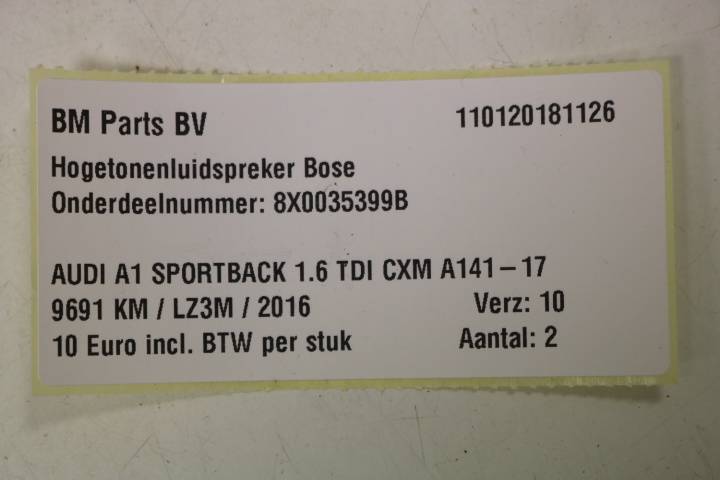 BM Parts BV 110120181126
Hogetonenluidspreker Bose
Onderdeelnummer: 8X0035399B
AUDI A1 SPORTBACK 1.6 TDI CXM A141-17
9691 KM / LZ3M / 2016 Verz: 10
10 Euro incl. BTW per stuk Aantal: 2